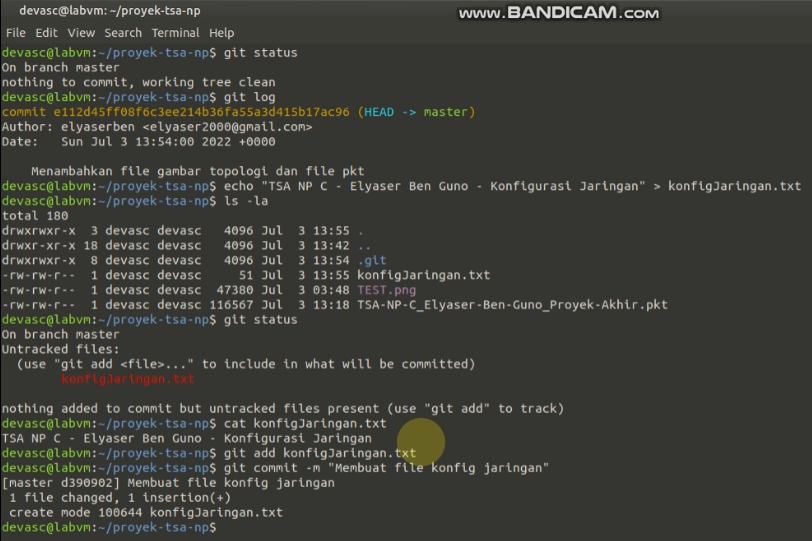 devasc@labvm: ~/proyek-tsa-np
www.BANDICAM.com
File Edit View Search Terminal Help
devasc@labvm:~/proyek-tsa-np$ git status
On branch master
nothing to commit, working tree clean
devasc@labvm:~/proyek-tsa-np$ git log
commit e112d45ff08f6c3ee214b36fa55a3d415b17ac96 (HEAD -> master)
Author: elyaserben <elyaser2000@gmail.com>
Date:   Sun Jul 3 13:54:00 2022 +0000
    Menambahkan file gambar topologi dan file pkt
devasc@labvm:~/proyek-tsa-np$ echo "TSA NP C - Elyaser Ben Guno - Konfigurasi Jaringan" > konfigJaringan.txt
devasc@labvm:~/proyek-tsa-np$ ls -la
total 180
drwxrwxr-x  3 devasc devasc   4096 Jul  3 13:55 .
drwxr-xr-x 18 devasc devasc   4096 Jul  3 13:42 ..
drwxrwxr-x  8 devasc devasc   4096 Jul  3 13:54 .git
-rw-rw-r--  1 devasc devasc     51 Jul  3 13:55 konfigJaringan.txt
-rw-rw-r--  1 devasc devasc  47380 Jul  3 03:48 TEST.png
-rw-rw-r--  1 devasc devasc 116567 Jul  3 13:18 TSA-NP-C_Elyaser-Ben-Guno_Proyek-Akhir.pkt
devasc@labvm:~/proyek-tsa-np$ git status
On branch master
Untracked files:
  (use "git add <file>..." to include in what will be committed)
        konfigJaringan.txt
nothing added to commit but untracked files present (use "git add" to track)
devasc@labvm:~/proyek-tsa-np$ cat konfigJaringan.txt
TSA NP C - Elyaser Ben Guno - Konfigurasi Jaringan
devasc@labvm:~/proyek-tsa-np$ git add konfigJaringan.txt
devasc@labvm:~/proyek-tsa-np$ git commit -m "Membuat file konfig jaringan"
[master d390902] Membuat file konfig jaringan
 1 file changed, 1 insertion(+)
 create mode 100644 konfigJaringan.txt
devasc@labvm:~/proyek-tsa-np$